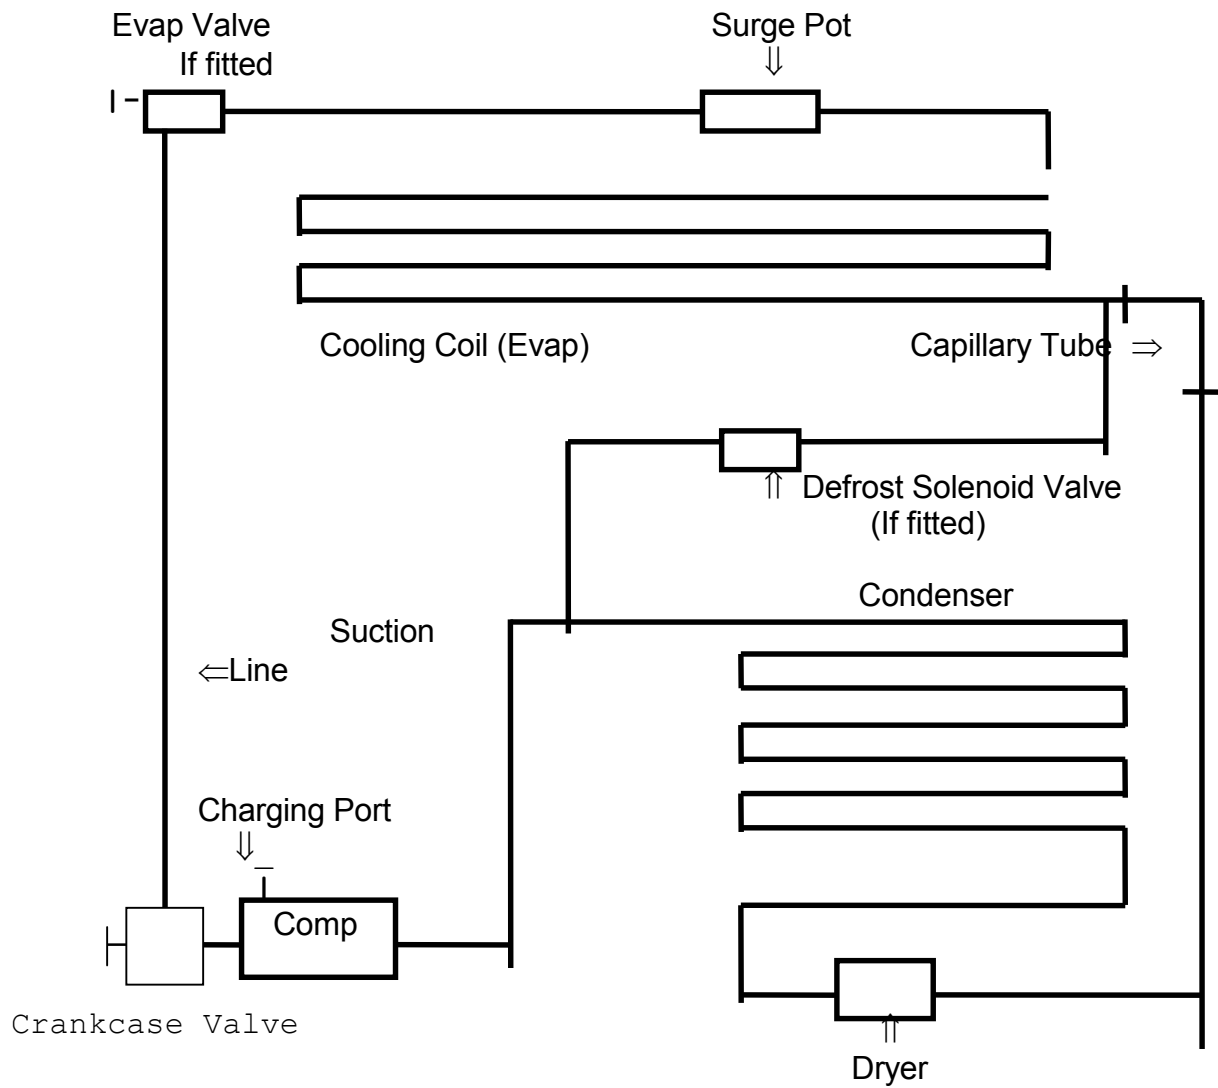 Evap Valve
If fitted
Surge Pot
⇓
Cooling Coil (Evap)
Capillary Tube ⇒
⇑ Defrost Solenoid Valve
(If fitted)
Condenser
Suction
⇐Line
Charging Port
⇓
Comp
Crankcase Valve
⇑
Dryer